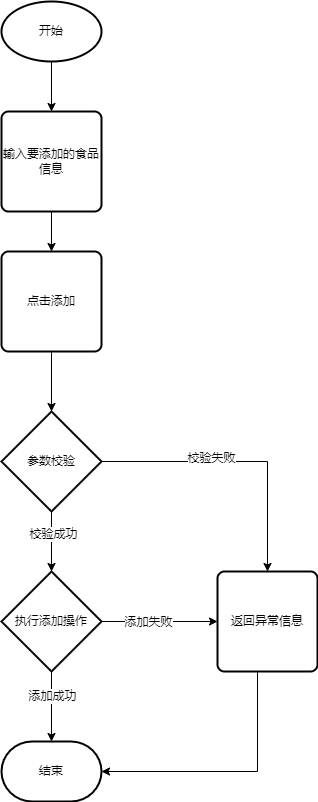 开始
输入要添加的食品
信息
点击添加
参数校验
校验失败
校验成功
执行添加操作
添加失败
返回异常信息
添加成功
结束